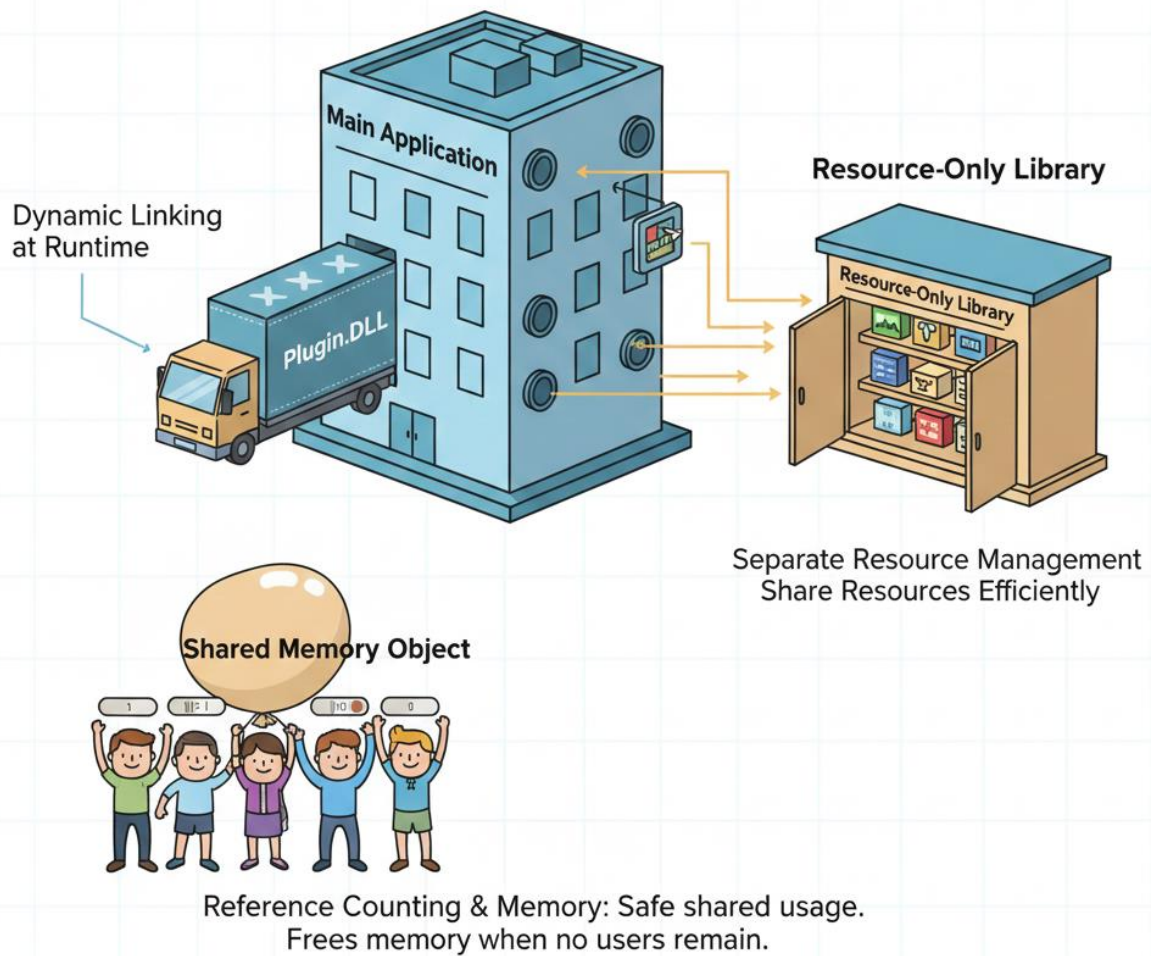 Main Application
Resource-Only Library
Dynamic Linking
at Runtime
Plugin.DLL
Resource-Only Library
Separate Resource Management
Share Resources Efficiently
Shared Memory Object
1
0
Reference Counting & Memory: Safe shared usage.
Frees memory when no users remain.